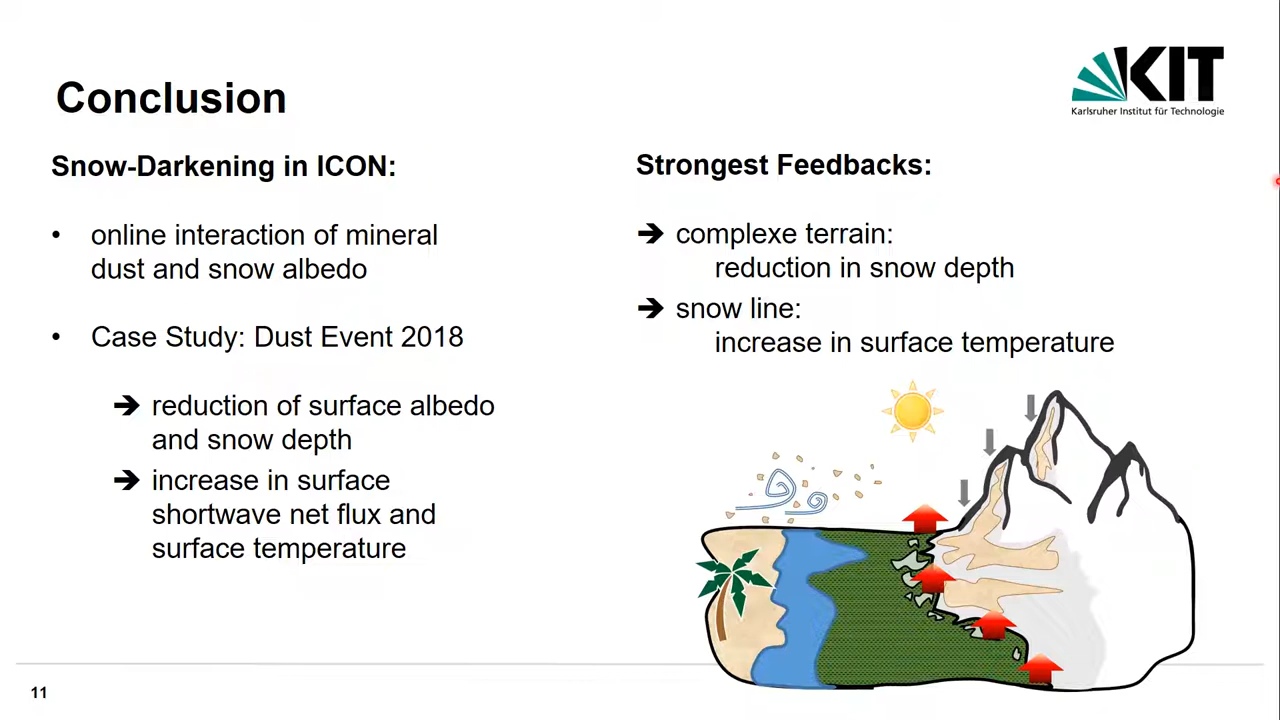 KIT
Karlsruher Institut für Technologie
Conclusion
Snow-Darkening in ICON:
• online interaction of mineral
dust and snow albedo
• Case Study: Dust Event 2018
➔ reduction of surface albedo
and snow depth
➔ increase in surface
shortwave net flux and
surface temperature
Strongest Feedbacks:
➔ complexe terrain:
reduction in snow depth
➔ snow line:
increase in surface temperature
11